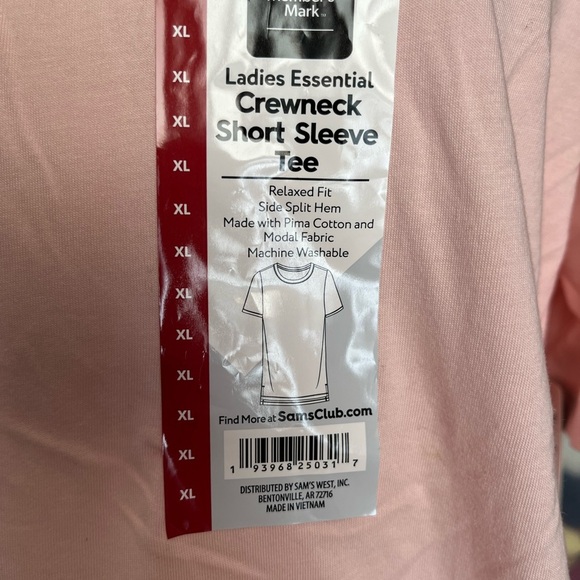 Mark
Ladies Essential
Crewneck
Short Sleeve
Tee
Relaxed Fit
Side Split Hem
Made with Pima Cotton and
Modal Fabric
Machine Washable
Find More at SamsClub.com
1 93968 25031 7
DISTRIBUTED BY SAM'S WEST, INC.
BENTONVILLE, AR 72716
MADE IN VIETNAM
XL
XL
XL
XL
XL
XL
XL
XL
XL
XL
XL
XL